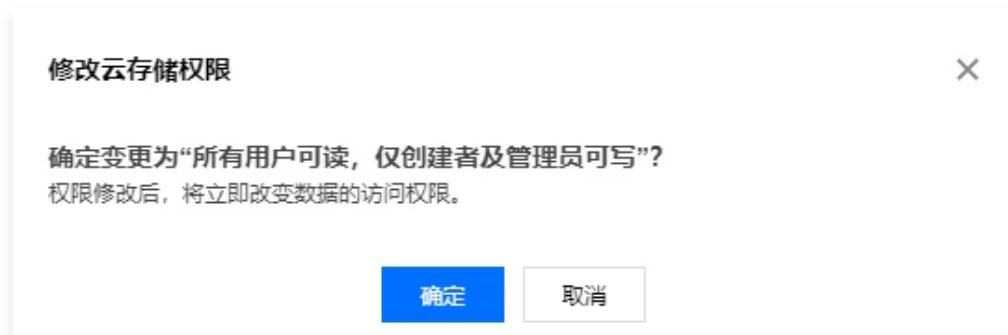 修改云存储权限
确定变更为“所有用户可读，仅创建者及管理员可写”？
权限修改后，将立即改变数据的访问权限。
确定
取消